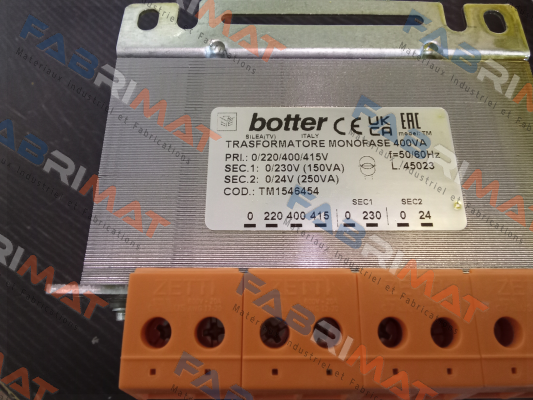 botter CE UK CA EAC
SILEA(TV) ITALY model TM
TRASFORMATORE MONOFASE 400VA
PRI.: 0/220/400/415V f=50/60Hz
SEC.1: 0/230V (150VA) L/45023
SEC.2: 0/24V (250VA)
COD.: TM1546454
SEC1 SEC2
0 220 400 415 0 230 0 24
FABRIMAT
Matériaux Industriel et Fabrications